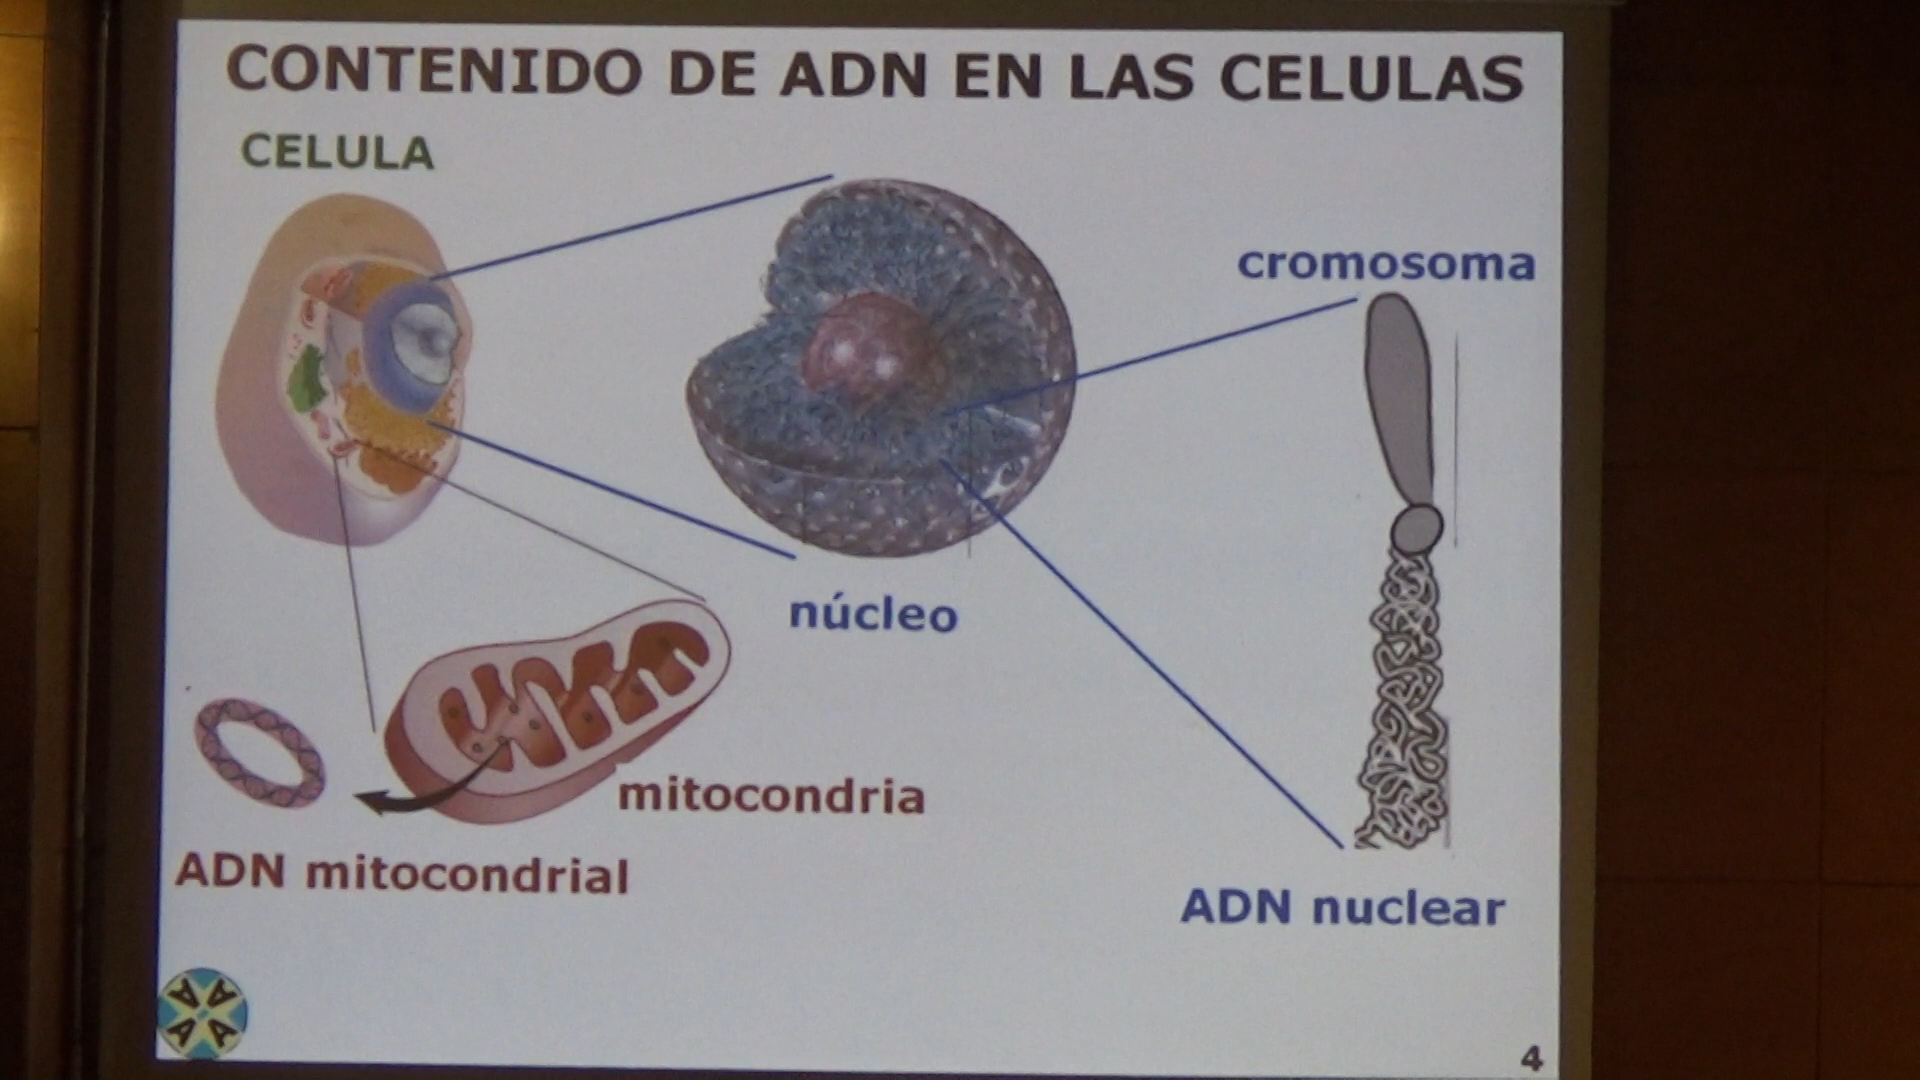 CONTENIDO DE ADN EN LAS CELULAS
CELULA
cromosoma
núcleo
mitocondria
ADN mitocondrial
ADN nuclear
A A
A A
4